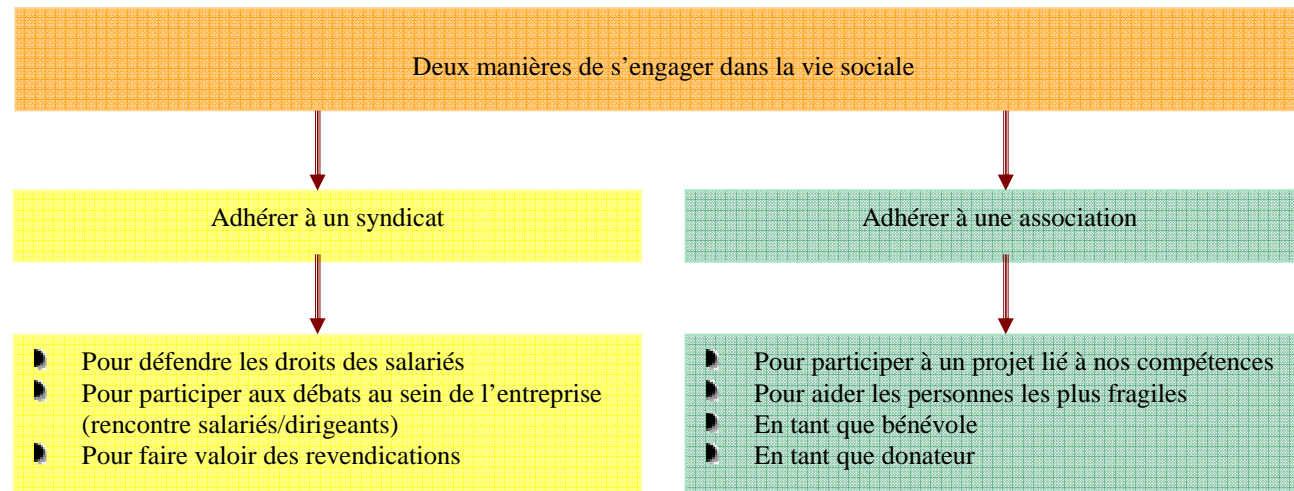 Deux manières de s’engager dans la vie sociale
Adhérer à un syndicat
Adhérer à une association
Pour défendre les droits des salariés
Pour participer aux débats au sein de l’entreprise
(rencontre salariés/dirigeants)
Pour faire valoir des revendications
Pour participer à un projet lié à nos compétences
Pour aider les personnes les plus fragiles
En tant que bénévole
En tant que donateur